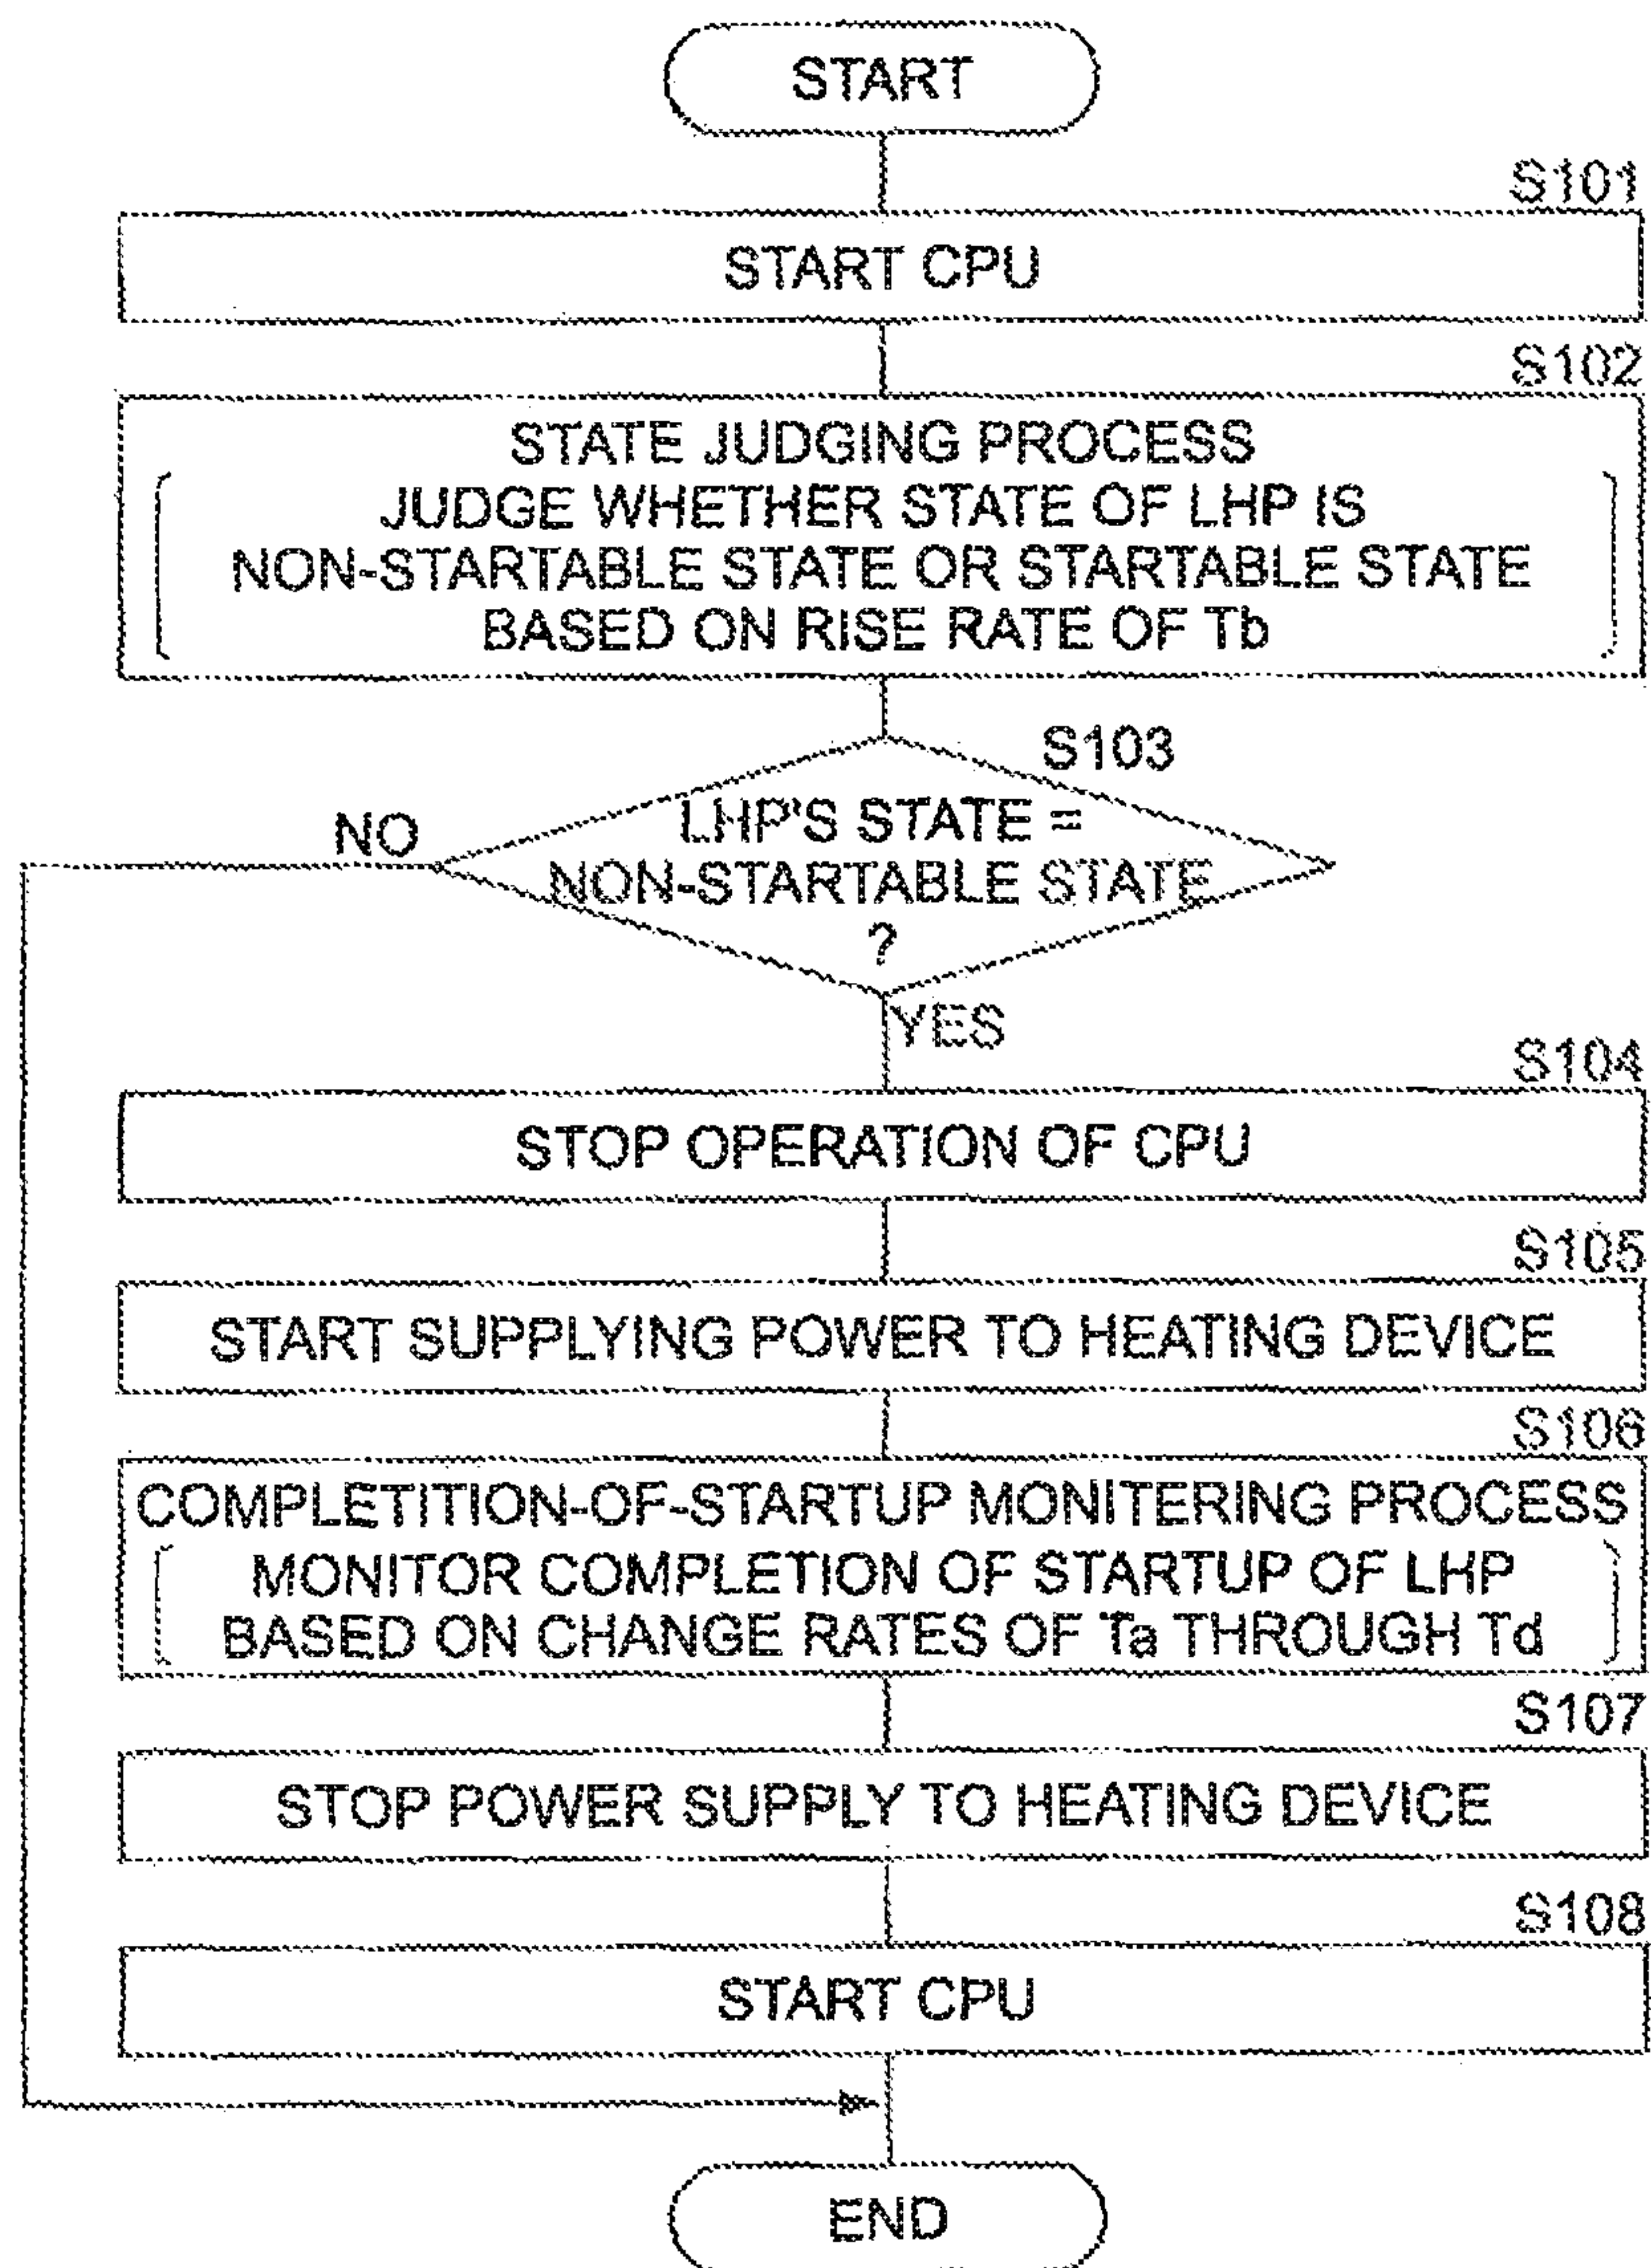 START
S101
START CPU
S102
STATE JUDGING PROCESS
JUDGE WHETHER STATE OF LHP IS
NON-STARTABLE STATE OR STARTABLE STATE
BASED ON RISE RATE OF Tb
S103
LHP'S STATE =
NON-STARTABLE STATE
?
NO
YES
S104
STOP OPERATION OF CPU
S105
START SUPPLYING POWER TO HEATING DEVICE
S106
COMPLETITION-OF-STARTUP MONITERING PROCESS
MONITOR COMPLETION OF STARTUP OF LHP
BASED ON CHANGE RATES OF Ta THROUGH Td
S107
STOP POWER SUPPLY TO HEATING DEVICE
S108
START CPU
END